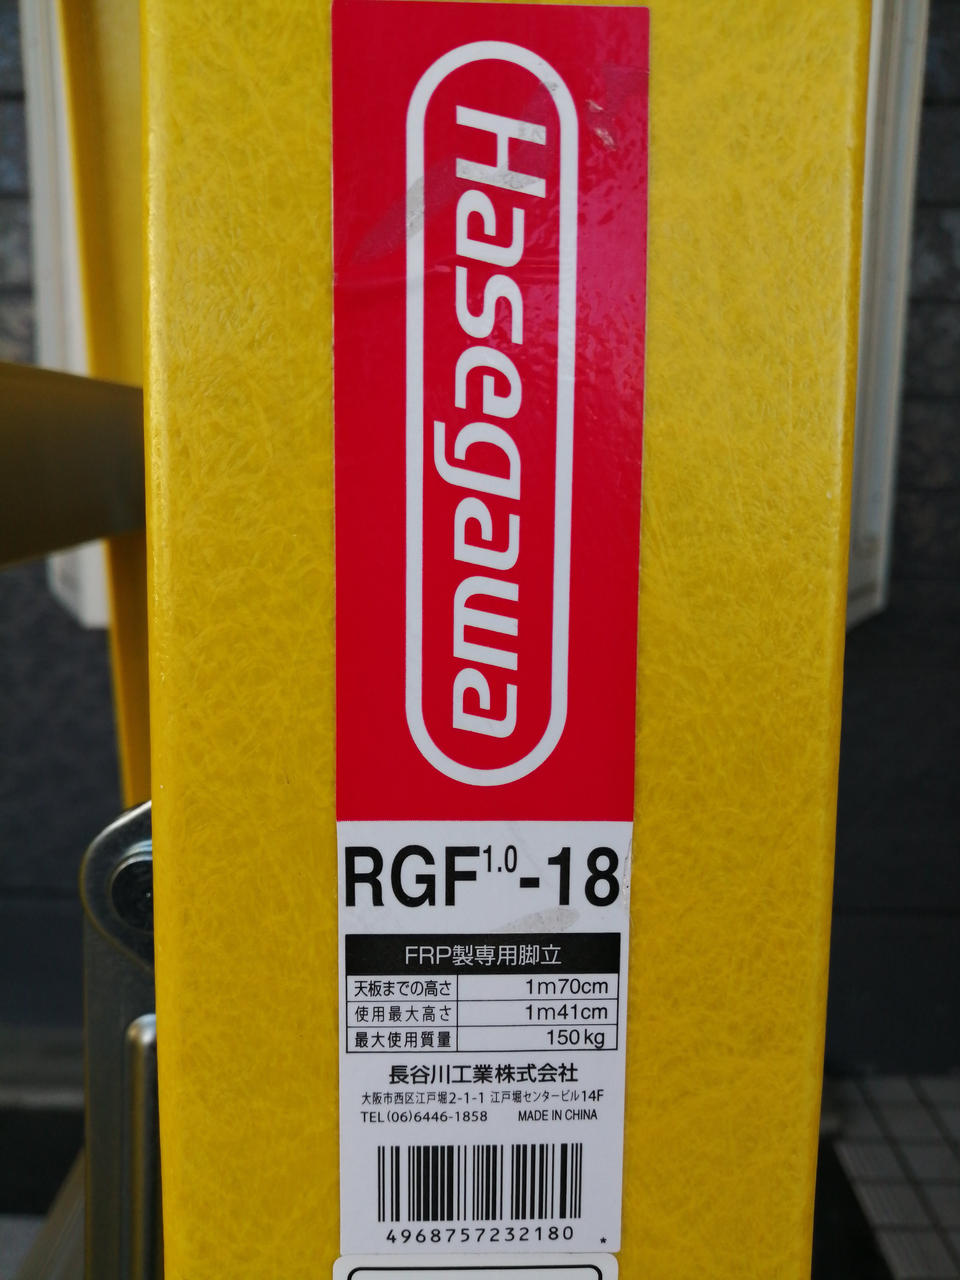 Hasegawa
RGF1.0-18
FRP製専用脚立
天板までの高さ 1m70cm
使用最大高さ 1m41cm
最大使用質量 150kg
長谷川工業株式会社
大阪市西区江戸堀2-1-1 江戸堀センタービル14F
TEL(06)6446-1858 MADE IN CHINA
4968757232180 *